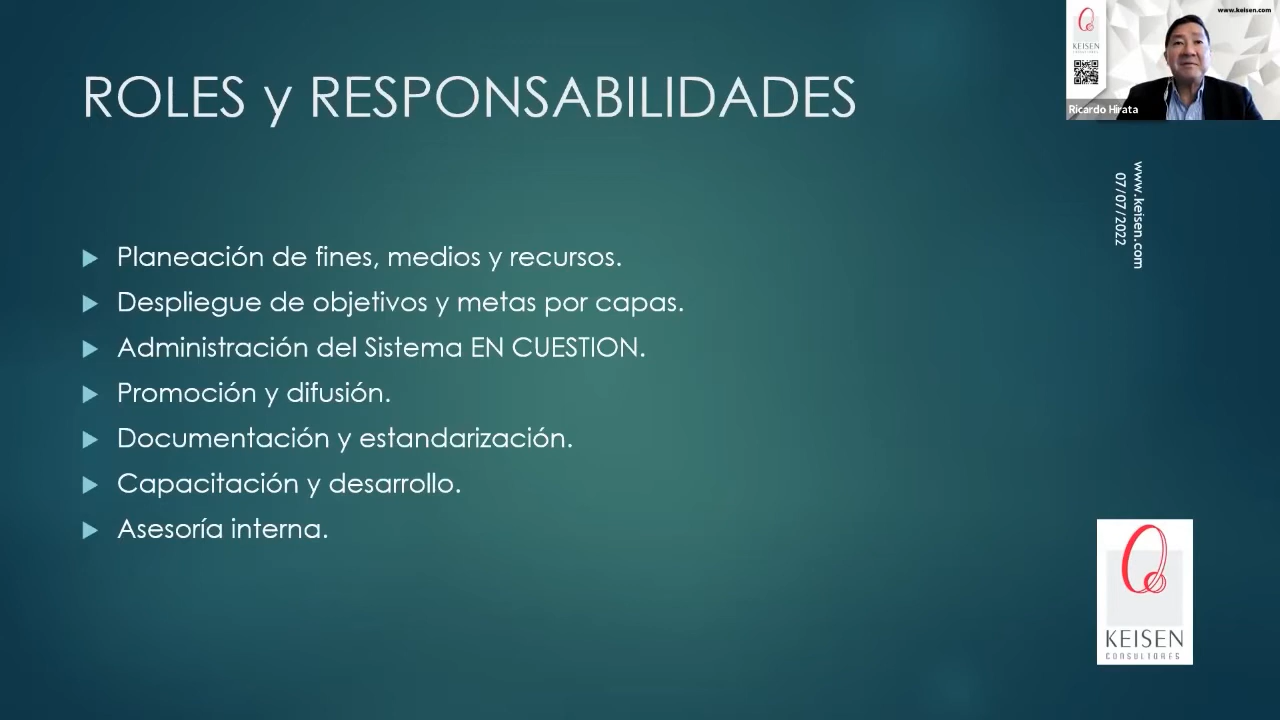 ROLES y RESPONSABILIDADES
Planeación de fines, medios y recursos.
Despliegue de objetivos y metas por capas.
Administración del Sistema EN CUESTION.
Promoción y difusión.
Documentación y estandarización.
Capacitación y desarrollo.
Asesoría interna.
www.keisen.com
KEISEN
Ricardo Hirata
www.keisen.com
07/07/2022
KEISEN
CONSULTORES